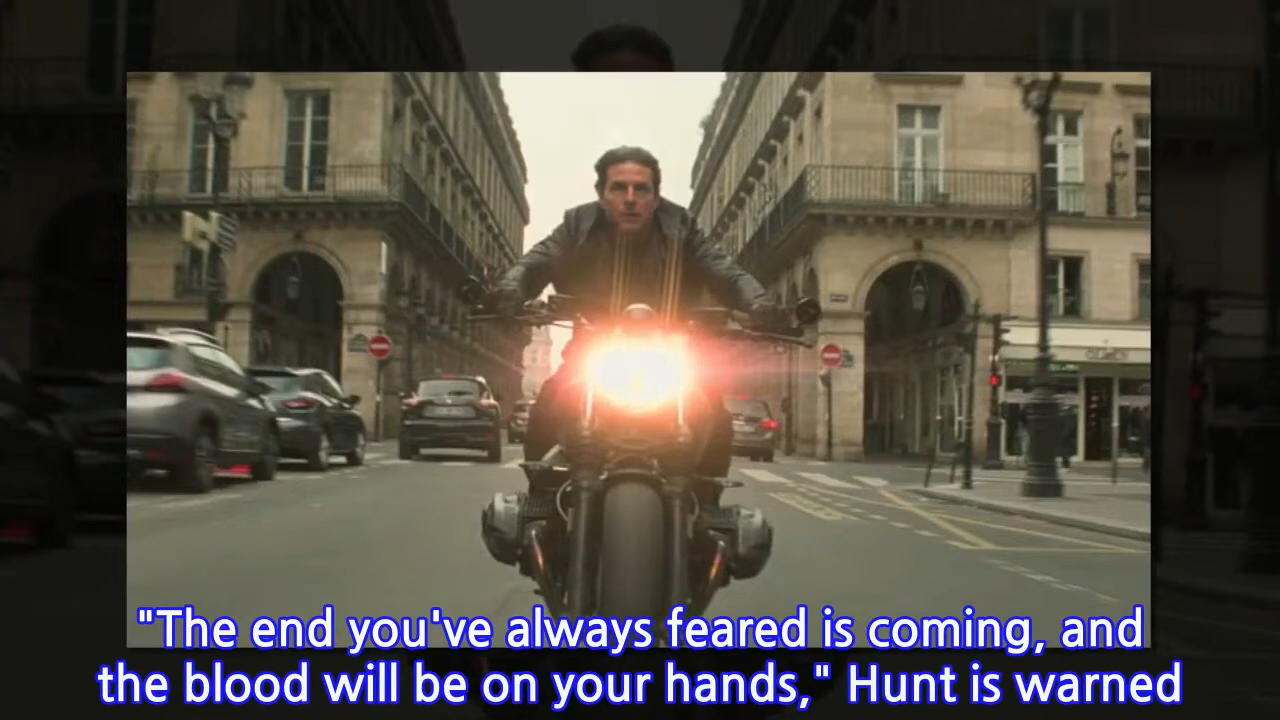 "The end you've always feared is coming, and
the blood will be on your hands," Hunt is warned